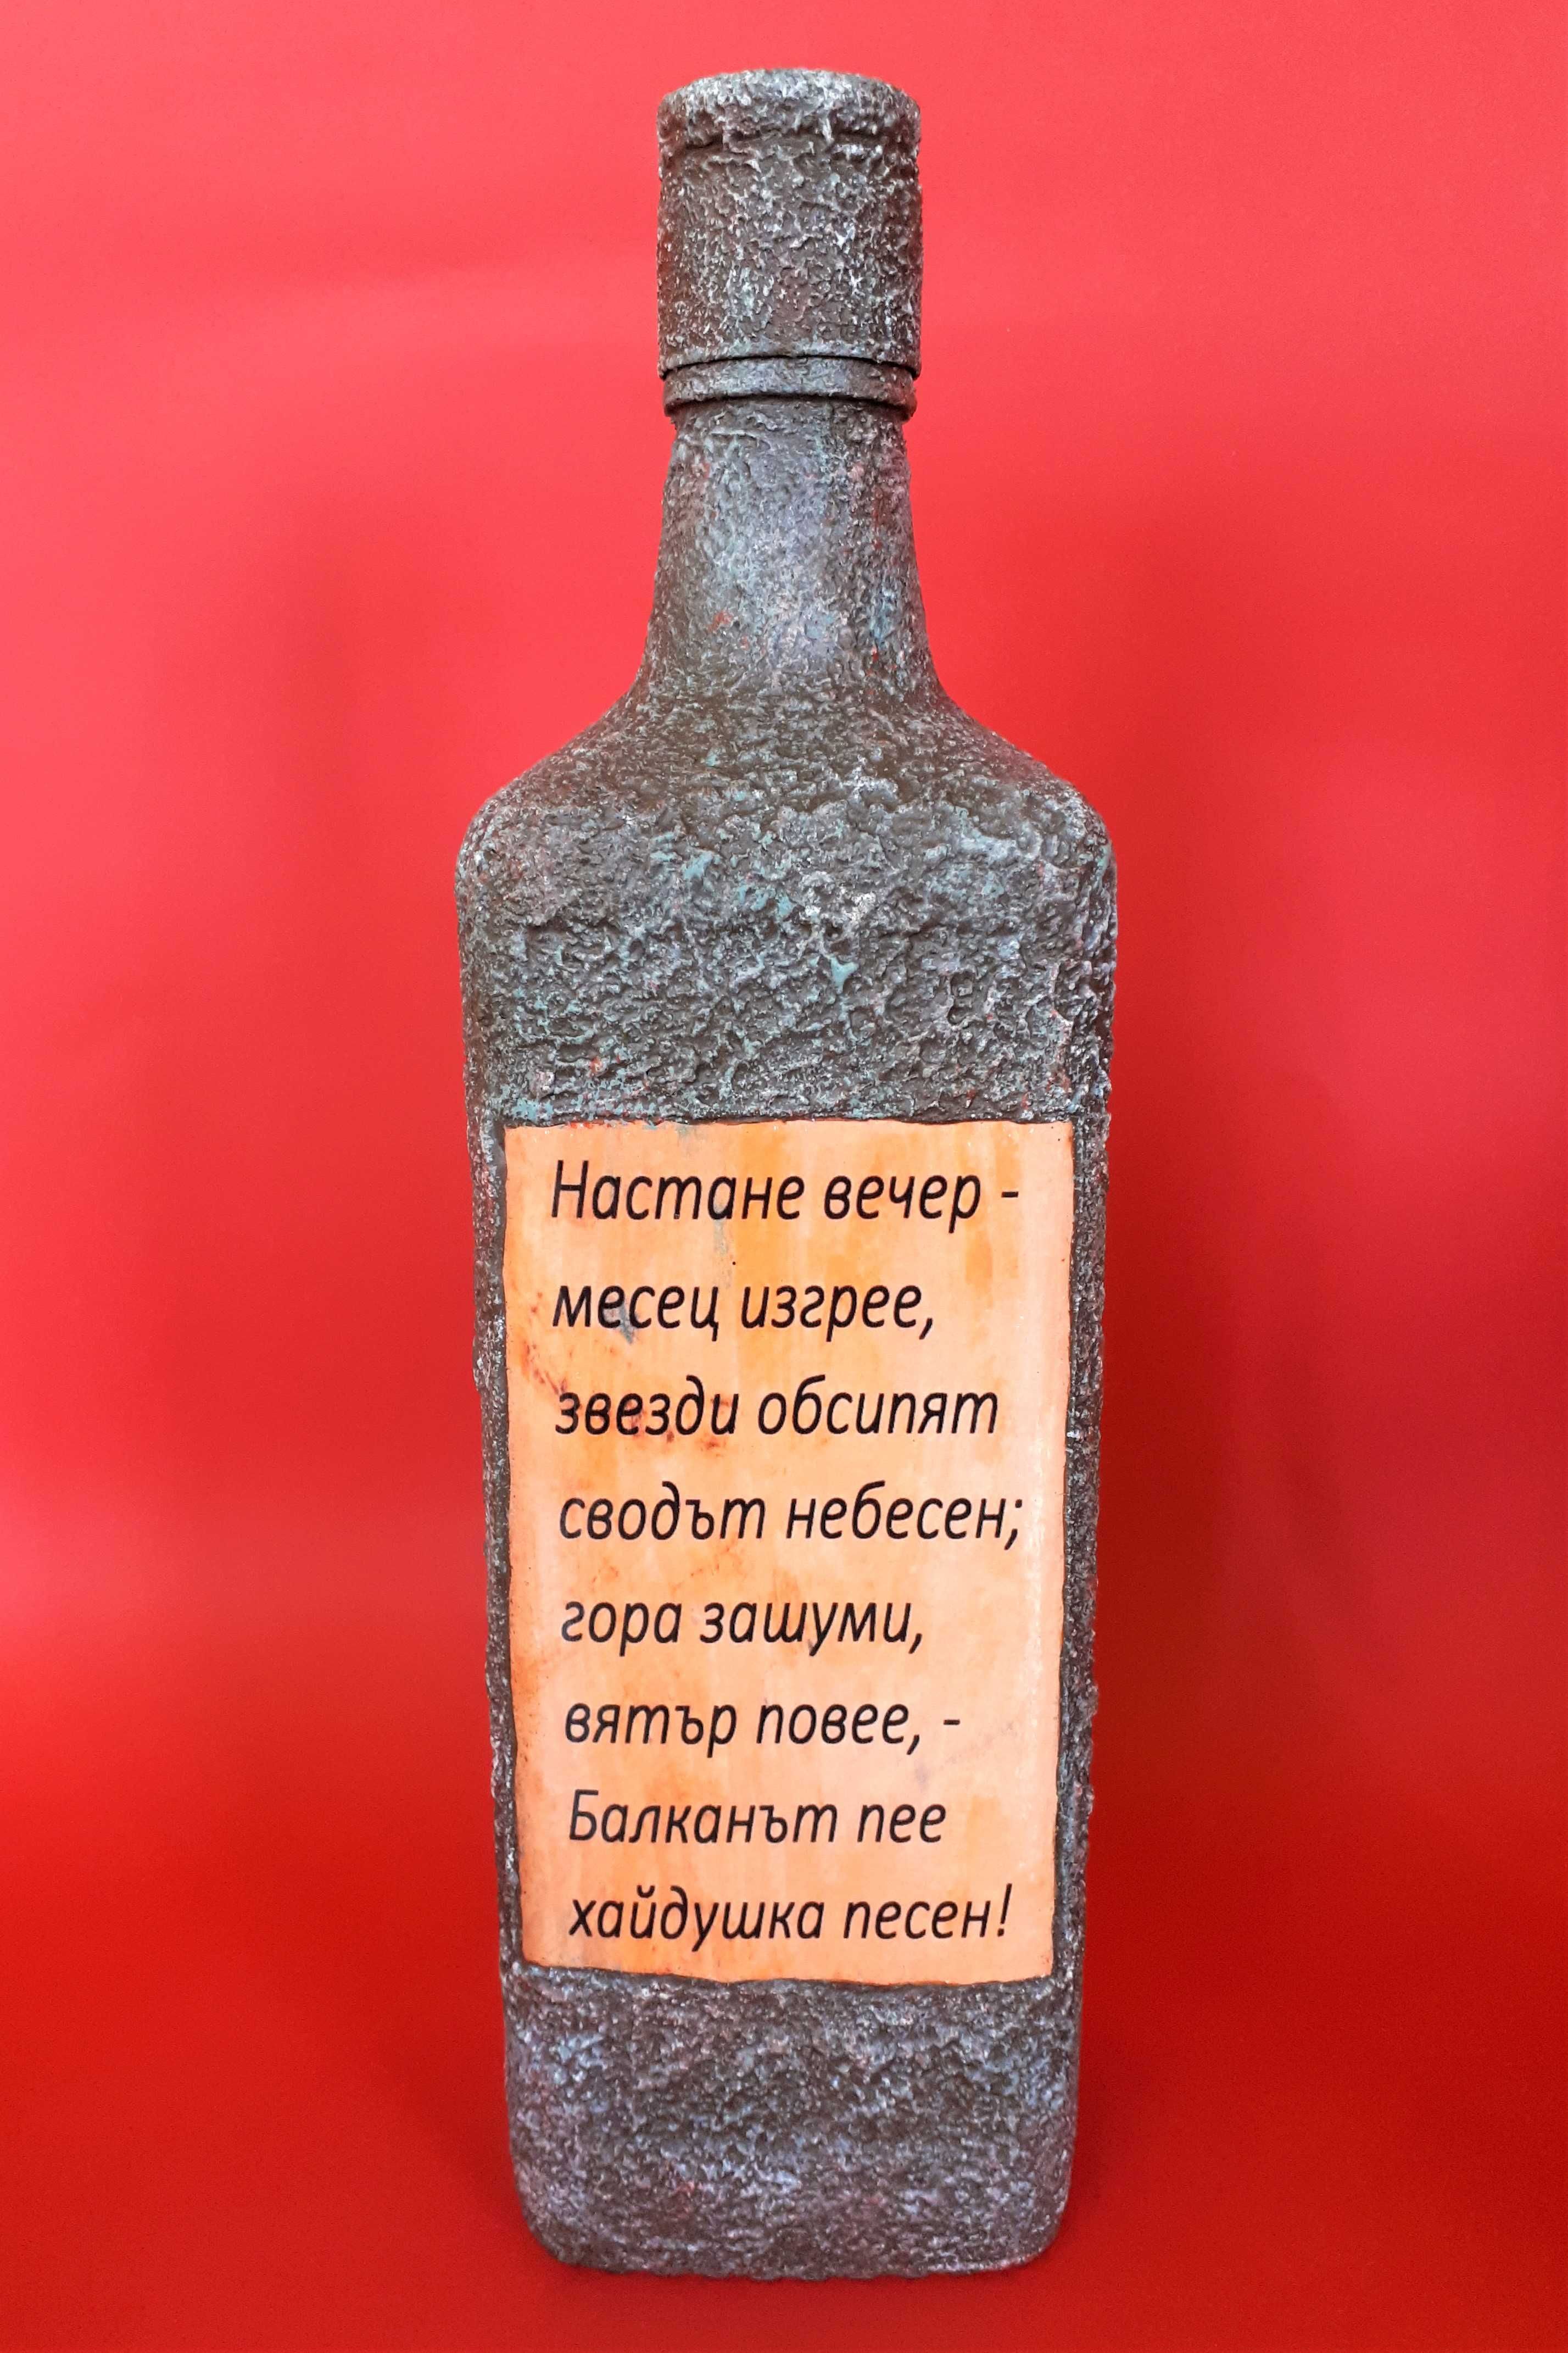 Настане вечер -
месец изгрее,
звезди обсипят
сводът небесен;
гора зашуми,
вятър повее, -
Балканът пее
хайдушка песен!